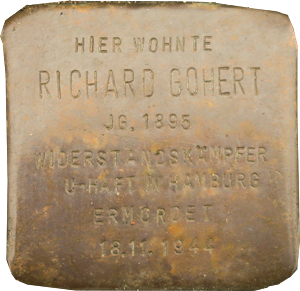 HIER WOHNTE
RICHARD GOHERT
JG. 1895
WIDERSTANDSKÄMPFER
U-HAFT IN HAMBURG
ERMORDET
18.11.1944